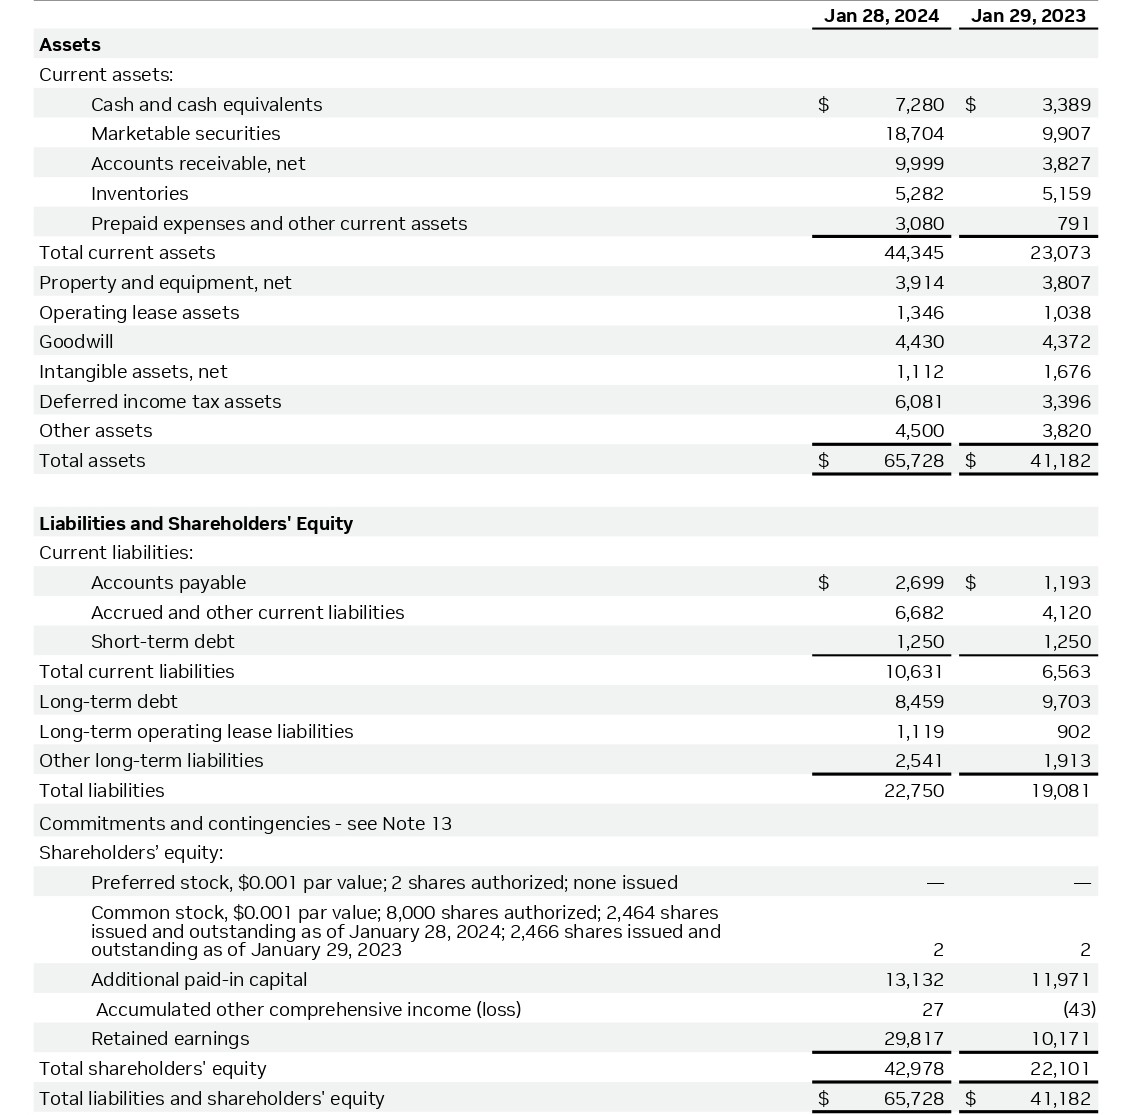 Jan 28, 2024 Jan 29, 2023
Assets
Current assets:
Cash and cash equivalents $ 7,280 $ 3,389
Marketable securities 18,704 9,907
Accounts receivable, net 9,999 3,827
Inventories 5,282 5,159
Prepaid expenses and other current assets 3,080 791
Total current assets 44,345 23,073
Property and equipment, net 3,914 3,807
Operating lease assets 1,346 1,038
Goodwill 4,430 4,372
Intangible assets, net 1,112 1,676
Deferred income tax assets 6,081 3,396
Other assets 4,500 3,820
Total assets $ 65,728 $ 41,182
Liabilities and Shareholders' Equity
Current liabilities:
Accounts payable $ 2,699 $ 1,193
Accrued and other current liabilities 6,682 4,120
Short-term debt 1,250 1,250
Total current liabilities 10,631 6,563
Long-term debt 8,459 9,703
Long-term operating lease liabilities 1,119 902
Other long-term liabilities 2,541 1,913
Total liabilities 22,750 19,081
Commitments and contingencies - see Note 13
Shareholders’ equity:
Preferred stock, $0.001 par value; 2 shares authorized; none issued — —
Common stock, $0.001 par value; 8,000 shares authorized; 2,464 shares
issued and outstanding as of January 28, 2024; 2,466 shares issued and
outstanding as of January 29, 2023 2 2
Additional paid-in capital 13,132 11,971
Accumulated other comprehensive income (loss) 27 (43)
Retained earnings 29,817 10,171
Total shareholders' equity 42,978 22,101
Total liabilities and shareholders' equity $ 65,728 $ 41,182